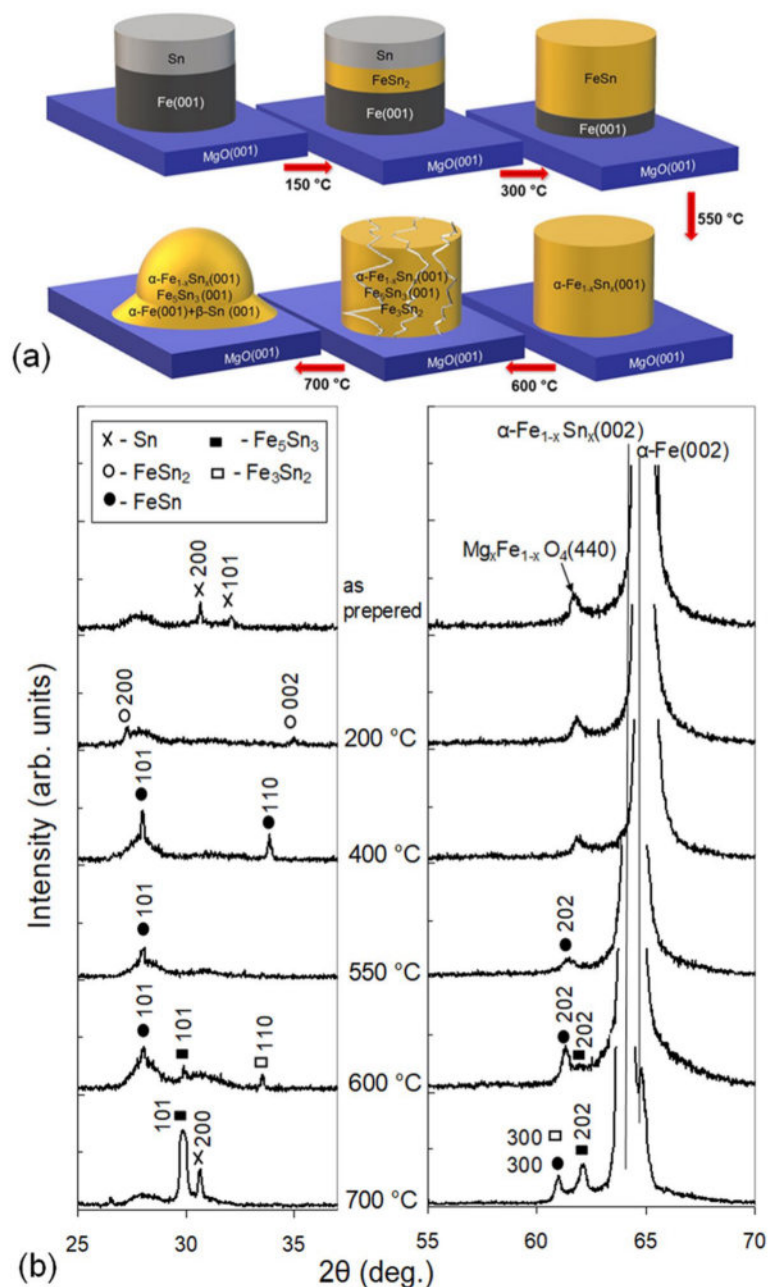 Sn
Fe(001)
MgO(001)
150 °C
Sn
FeSn₂
Fe(001)
MgO(001)
300 °C
FeSn
Fe(001)
MgO(001)
550 °C
α-Fe₁₋ₓSnₓ(001)
Fe₅Sn₃ (001)
α-Fe(001)+β-Sn (001)
MgO(001)
700 °C
α-Fe₁₋ₓSnₓ(001)
Fe₅Sn₃(001)
Fe₃Sn₂
MgO(001)
600 °C
α-Fe₁₋ₓSnₓ(001)
MgO(001)
(a)
x - Sn
■ - Fe₅Sn₃
○ - FeSn₂
□ - Fe₃Sn₂
● - FeSn
α-Fe₁₋ₓSnₓ(002)
α-Fe(002)
MgₓFe₁₋ₓO₄(440)
x 200
x 101
as
prepered
○ 200
○ 002
200 °C
● 101
● 110
400 °C
● 101
550 °C
● 202
● 101
■ 101
□ 110
600 °C
● 202
■ 202
■ 101
x 200
700 °C
300 □
300 ●
■ 202
Intensity (arb. units)
25 30 35
55 60 65 70
2θ (deg.)
(b)